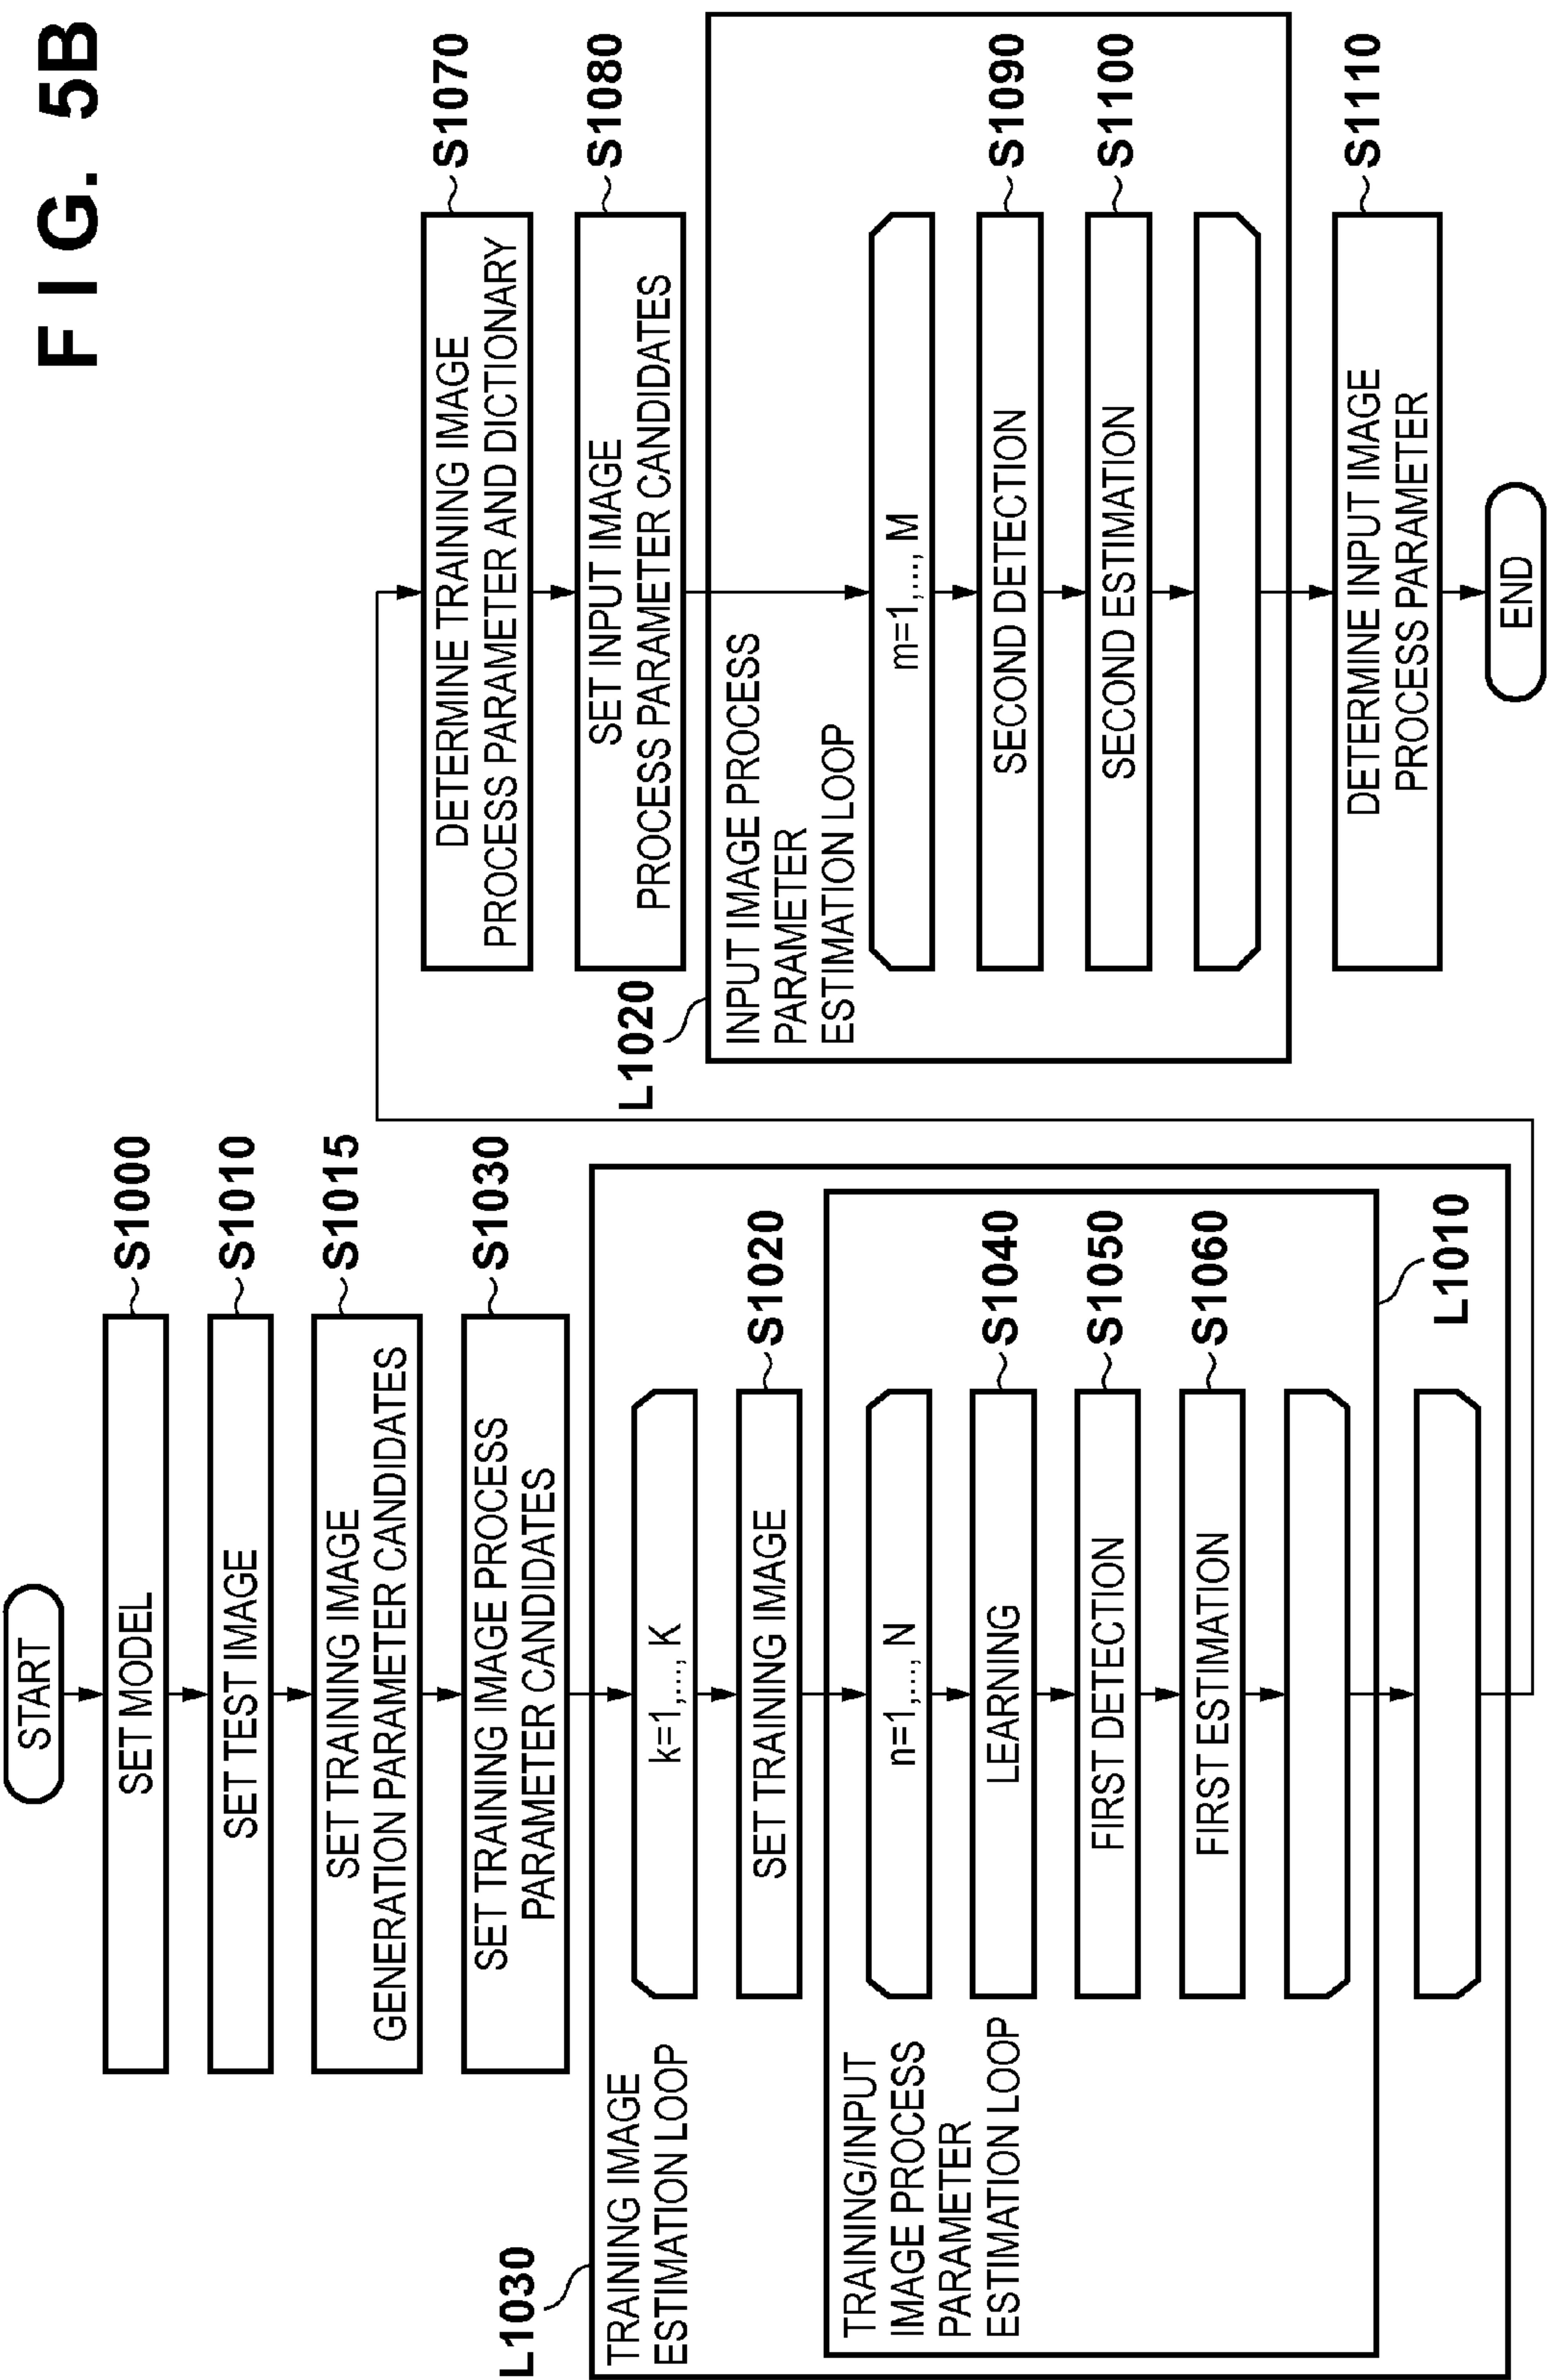 FIG. 5B
START
SET MODEL
S1000
SET TEST IMAGE
S1010
SET TRAINING IMAGE
GENERATION PARAMETER CANDIDATES
S1015
SET TRAINING IMAGE PROCESS
PARAMETER CANDIDATES
S1030
L1030
TRAINING IMAGE
ESTIMATION LOOP
k=1,..., K
SET TRAINING IMAGE
S1020
TRAINING/INPUT
IMAGE PROCESS
PARAMETER
ESTIMATION LOOP
n=1,..., N
LEARNING
S1040
FIRST DETECTION
S1050
FIRST ESTIMATION
S1060
L1010
DETERMINE TRAINING IMAGE
PROCESS PARAMETER AND DICTIONARY
S1070
SET INPUT IMAGE
PROCESS PARAMETER CANDIDATES
S1080
L1020
INPUT IMAGE PROCESS
PARAMETER
ESTIMATION LOOP
m=1,..., M
SECOND DETECTION
S1090
SECOND ESTIMATION
S1100
DETERMINE INPUT IMAGE
PROCESS PARAMETER
S1110
END